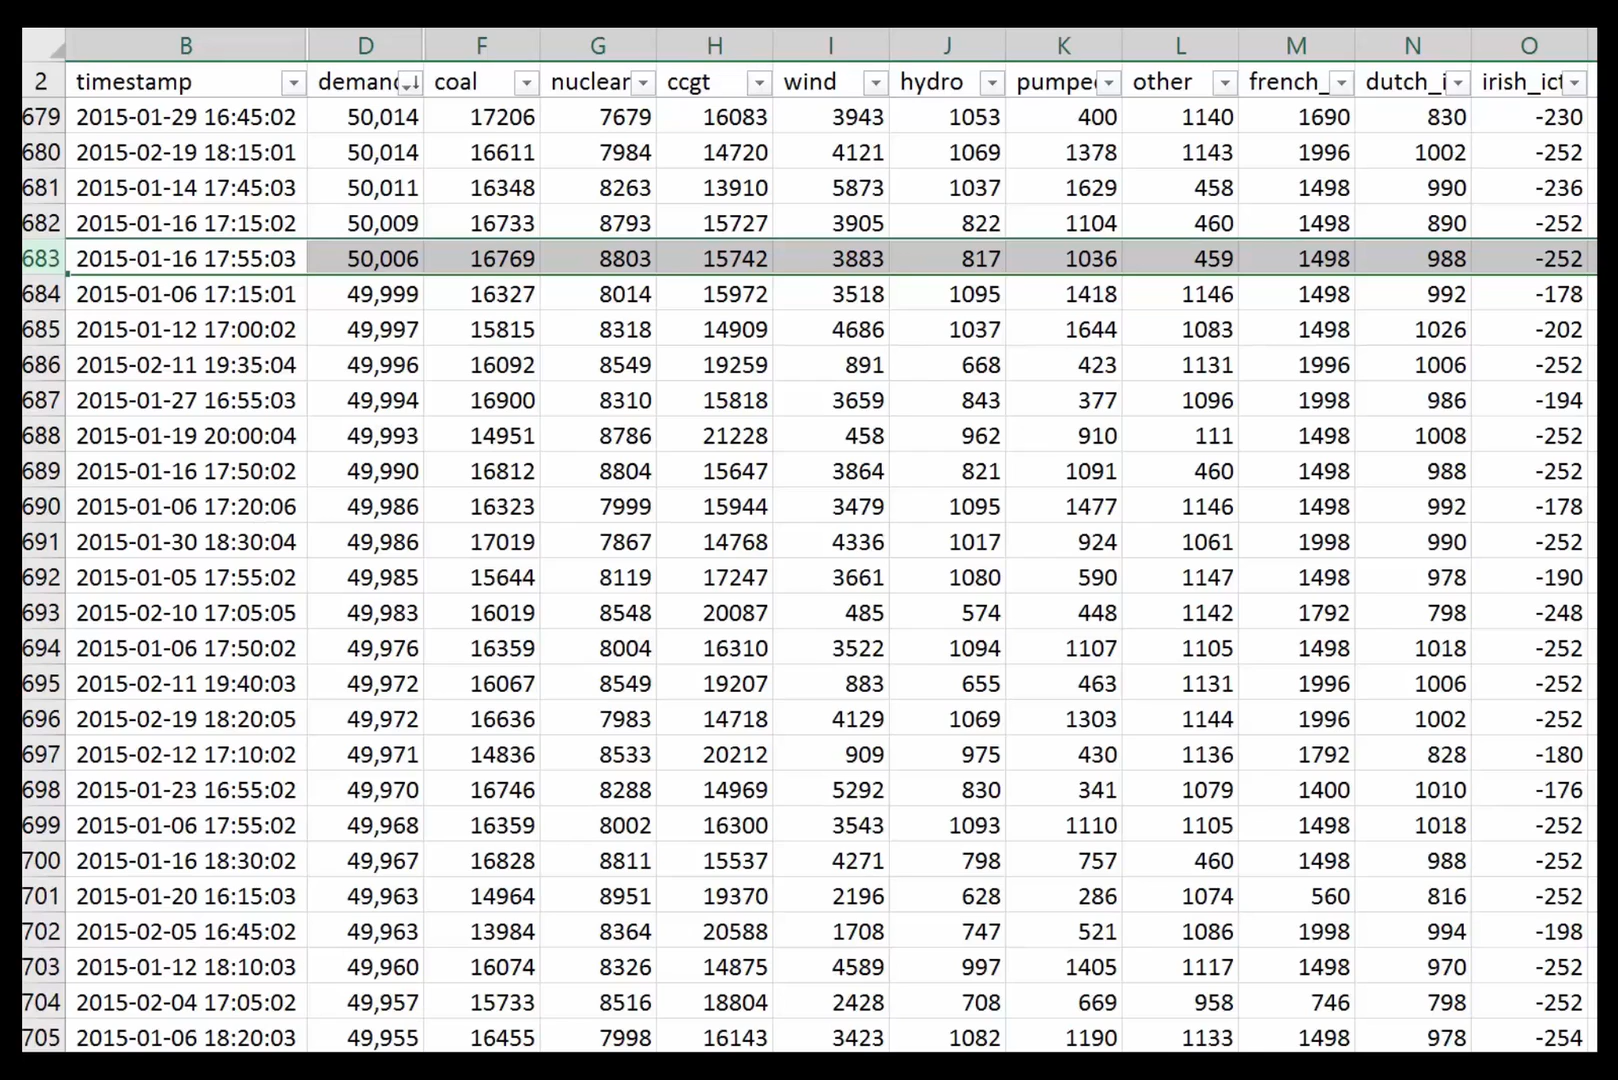 B D F G H I J K L M N O
2 timestamp demand coal nuclear ccgt wind hydro pumpe other french_ dutch_i irish_ict
679 2015-01-29 16:45:02 50,014 17206 7679 16083 3943 1053 400 1140 1690 830 -230
680 2015-02-19 18:15:01 50,014 16611 7984 14720 4121 1069 1378 1143 1996 1002 -252
681 2015-01-14 17:45:03 50,011 16348 8263 13910 5873 1037 1629 458 1498 990 -236
682 2015-01-16 17:15:02 50,009 16733 8793 15727 3905 822 1104 460 1498 890 -252
683 2015-01-16 17:55:03 50,006 16769 8803 15742 3883 817 1036 459 1498 988 -252
684 2015-01-06 17:15:01 49,999 16327 8014 15972 3518 1095 1418 1146 1498 992 -178
685 2015-01-12 17:00:02 49,997 15815 8318 14909 4686 1037 1644 1083 1498 1026 -202
686 2015-02-11 19:35:04 49,996 16092 8549 19259 891 668 423 1131 1996 1006 -252
687 2015-01-27 16:55:03 49,994 16900 8310 15818 3659 843 377 1096 1998 986 -194
688 2015-01-19 20:00:04 49,993 14951 8786 21228 458 962 910 111 1498 1008 -252
689 2015-01-16 17:50:02 49,990 16812 8804 15647 3864 821 1091 460 1498 988 -252
690 2015-01-06 17:20:06 49,986 16323 7999 15944 3479 1095 1477 1146 1498 992 -178
691 2015-01-30 18:30:04 49,986 17019 7867 14768 4336 1017 924 1061 1998 990 -252
692 2015-01-05 17:55:02 49,985 15644 8119 17247 3661 1080 590 1147 1498 978 -190
693 2015-02-10 17:05:05 49,983 16019 8548 20087 485 574 448 1142 1792 798 -248
694 2015-01-06 17:50:02 49,976 16359 8004 16310 3522 1094 1107 1105 1498 1018 -252
695 2015-02-11 19:40:03 49,972 16067 8549 19207 883 655 463 1131 1996 1006 -252
696 2015-02-19 18:20:05 49,972 16636 7983 14718 4129 1069 1303 1144 1996 1002 -252
697 2015-02-12 17:10:02 49,971 14836 8533 20212 909 975 430 1136 1792 828 -180
698 2015-01-23 16:55:02 49,970 16746 8288 14969 5292 830 341 1079 1400 1010 -176
699 2015-01-06 17:55:02 49,968 16359 8002 16300 3543 1093 1110 1105 1498 1018 -252
700 2015-01-16 18:30:02 49,967 16828 8811 15537 4271 798 757 460 1498 988 -252
701 2015-01-20 16:15:03 49,963 14964 8951 19370 2196 628 286 1074 560 816 -252
702 2015-02-05 16:45:02 49,963 13984 8364 20588 1708 747 521 1086 1998 994 -198
703 2015-01-12 18:10:03 49,960 16074 8326 14875 4589 997 1405 1117 1498 970 -252
704 2015-02-04 17:05:02 49,957 15733 8516 18804 2428 708 669 958 746 798 -252
705 2015-01-06 18:20:03 49,955 16455 7998 16143 3423 1082 1190 1133 1498 978 -254